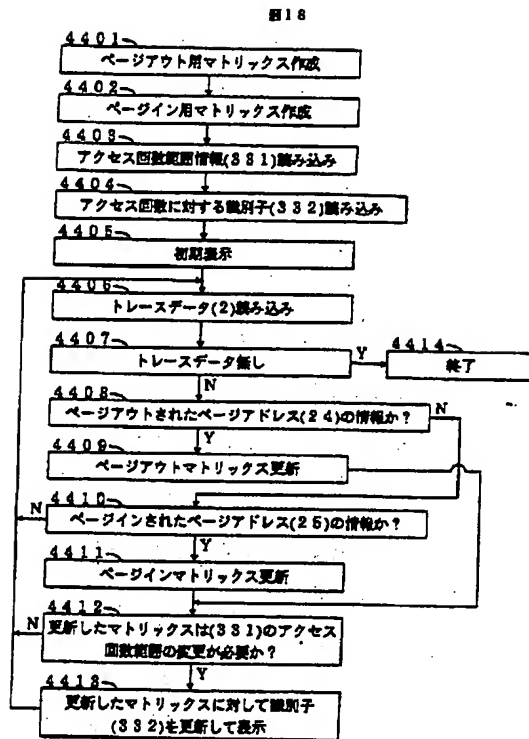 図18
4401
ページアウト用マトリックス作成
4402
ページイン用マトリックス作成
4403
アクセス回数範囲情報(331)読み込み
4404
アクセス回数に対する識別子(332)読み込み
4405
初期表示
4406
トレースデータ(2)読み込み
4407
トレースデータ無し
Y
4414
終了
N
4408
ページアウトされたページアドレス(24)の情報か?
N
Y
4409
ページアウトマトリックス更新
4410
N
ページインされたページアドレス(25)の情報か?
Y
4411
ページインマトリックス更新
4412
N
更新したマトリックスは(331)のアクセス
回数範囲の変更が必要か?
Y
4413
更新したマトリックスに対して識別子
(332)を更新して表示